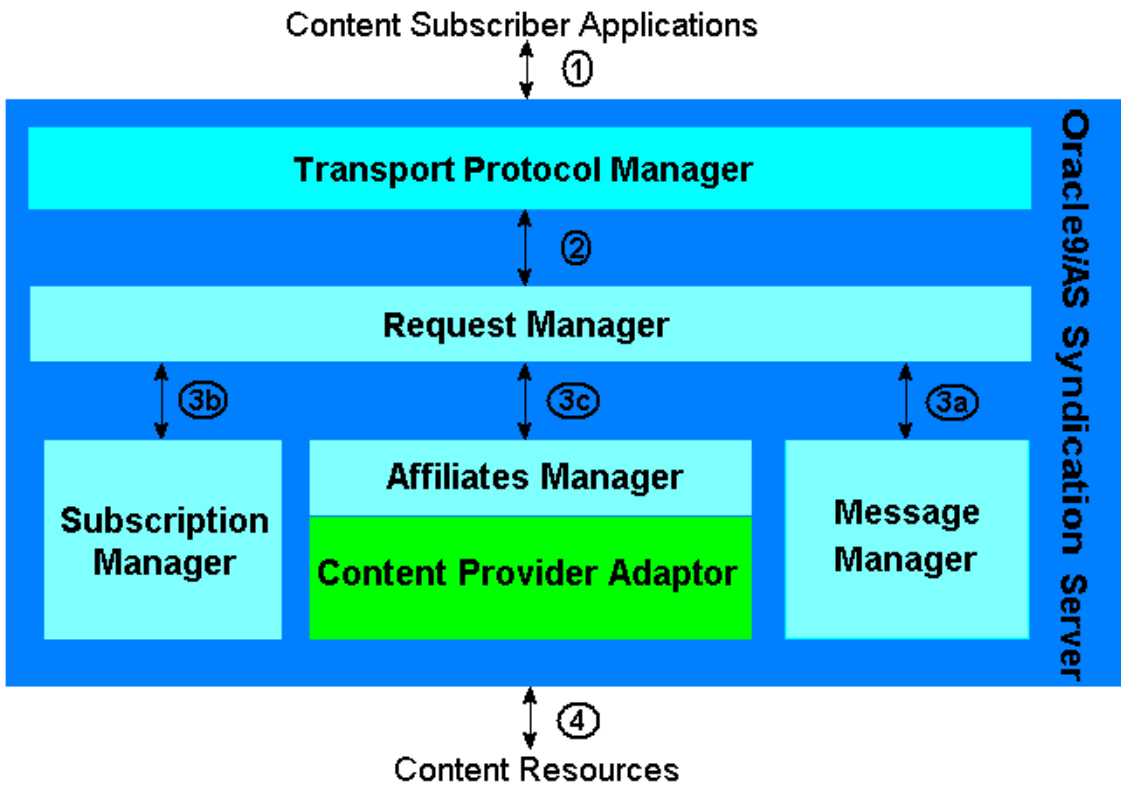 Content Subscriber Applications
1
Transport Protocol Manager
2
Request Manager
3b
3c
3a
Subscription
Manager
Affiliates Manager
Content Provider Adaptor
Message
Manager
Oracle9iAS Syndication Server
4
Content Resources